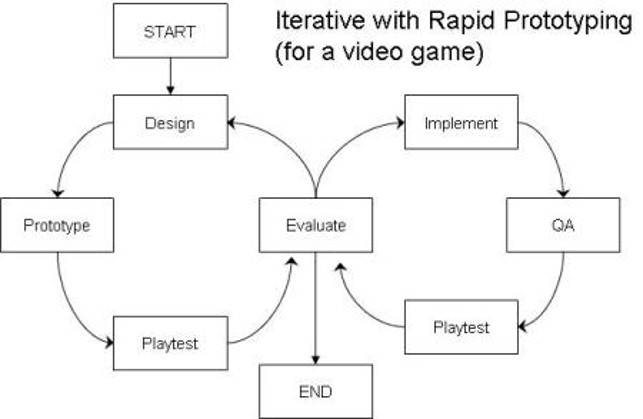 START
Iterative with Rapid Prototyping
(for a video game)
Design
Implement
Prototype
Evaluate
QA
Playtest
Playtest
END